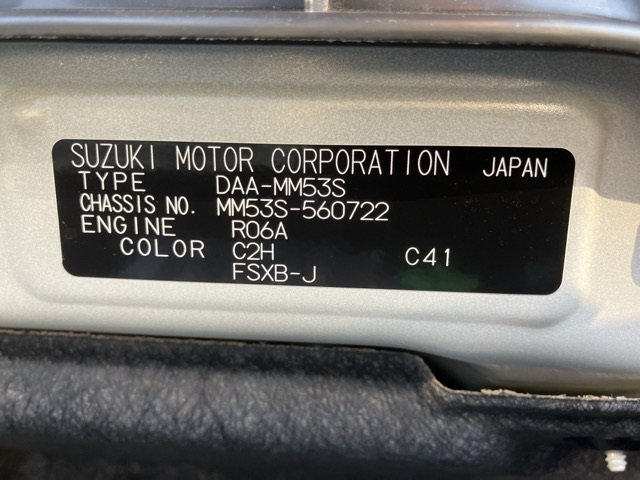 SUZUKI MOTOR CORPORATION JAPAN
TYPE DAA-MM53S
CHASSIS NO. MM53S-560722
ENGINE R06A
COLOR C2H C41
FSXB-J